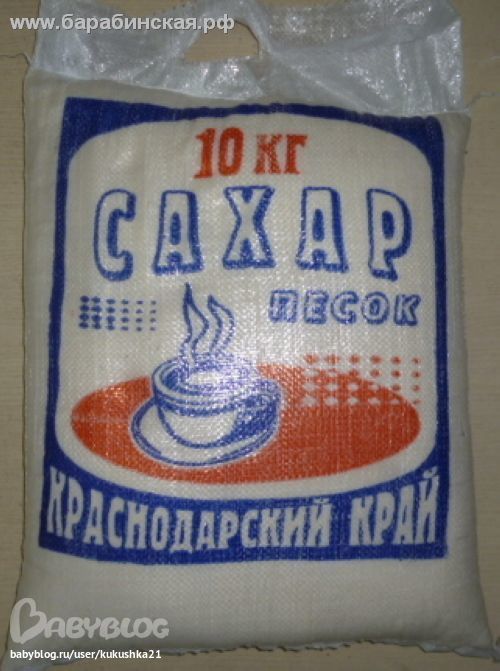 www.барабинская.рф
10 КГ
САХАР
ПЕСОК
КРАСНОДАРСКИЙ КРАЙ
BABYBLOG
babyblog.ru/user/kukushka21